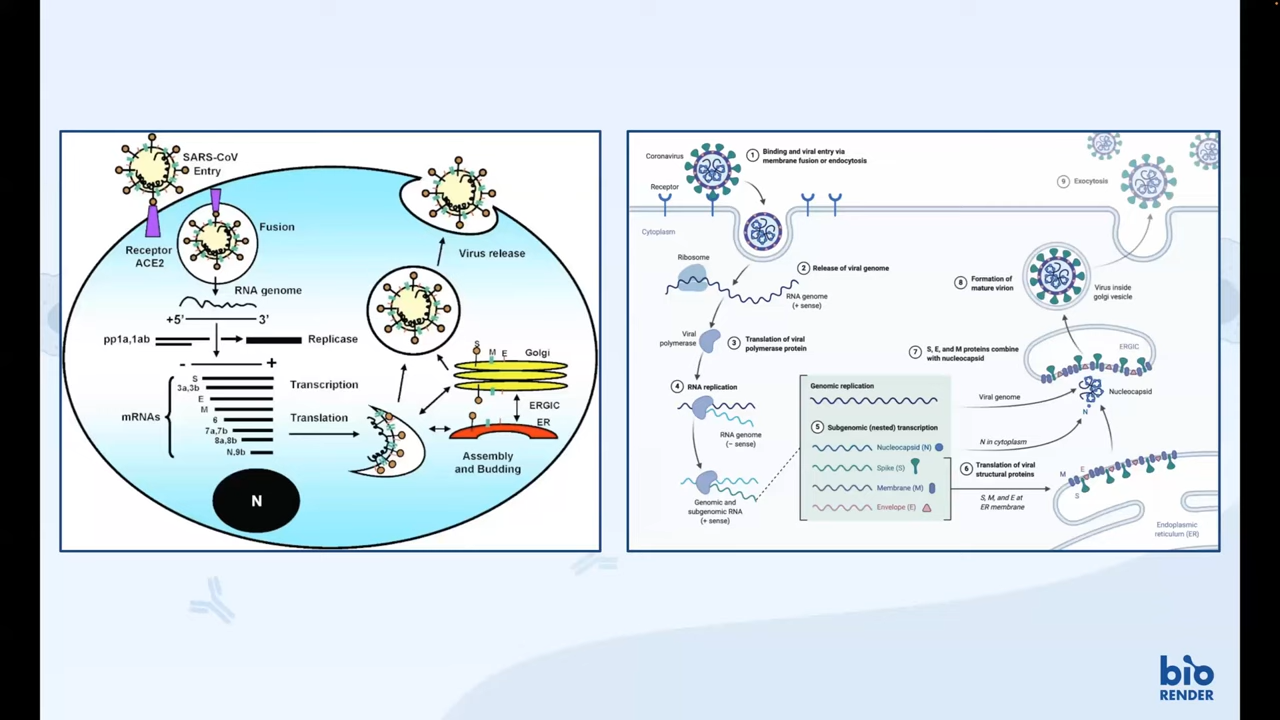 SARS-CoV
Entry
Receptor
ACE2
Fusion
RNA genome
+5'
3'
pp1a,1ab
Replicase
-
+
mRNAs
S
3a,3b
E
M
6
7a,7b
8a,8b
N,9b
Transcription
Translation
N
Virus release
S
M
E
Golgi
ERGIC
ER
Assembly
and Budding
Coronavirus
Receptor
1 Binding and viral entry via
membrane fusion or endocytosis
9 Exocytosis
Cytoplasm
Ribosome
2 Release of viral genome
RNA genome
(+ sense)
Viral
polymerase
3 Translation of viral
polymerase protein
4 RNA replication
RNA genome
(− sense)
Genomic and
subgenomic RNA
(+ sense)
Genomic replication
5 Subgenomic (nested) transcription
Nucleocapsid (N)
Spike (S)
Membrane (M)
Envelope (E)
Viral genome
N in cytoplasm
6 Translation of viral
structural proteins
S, M, and E at
ER membrane
7 S, E, and M proteins combine
with nucleocapsid
8 Formation of
mature virion
Virus inside
golgi vesicle
ERGIC
Nucleocapsid
N
M
E
S
Endoplasmic
reticulum (ER)
bio
RENDER